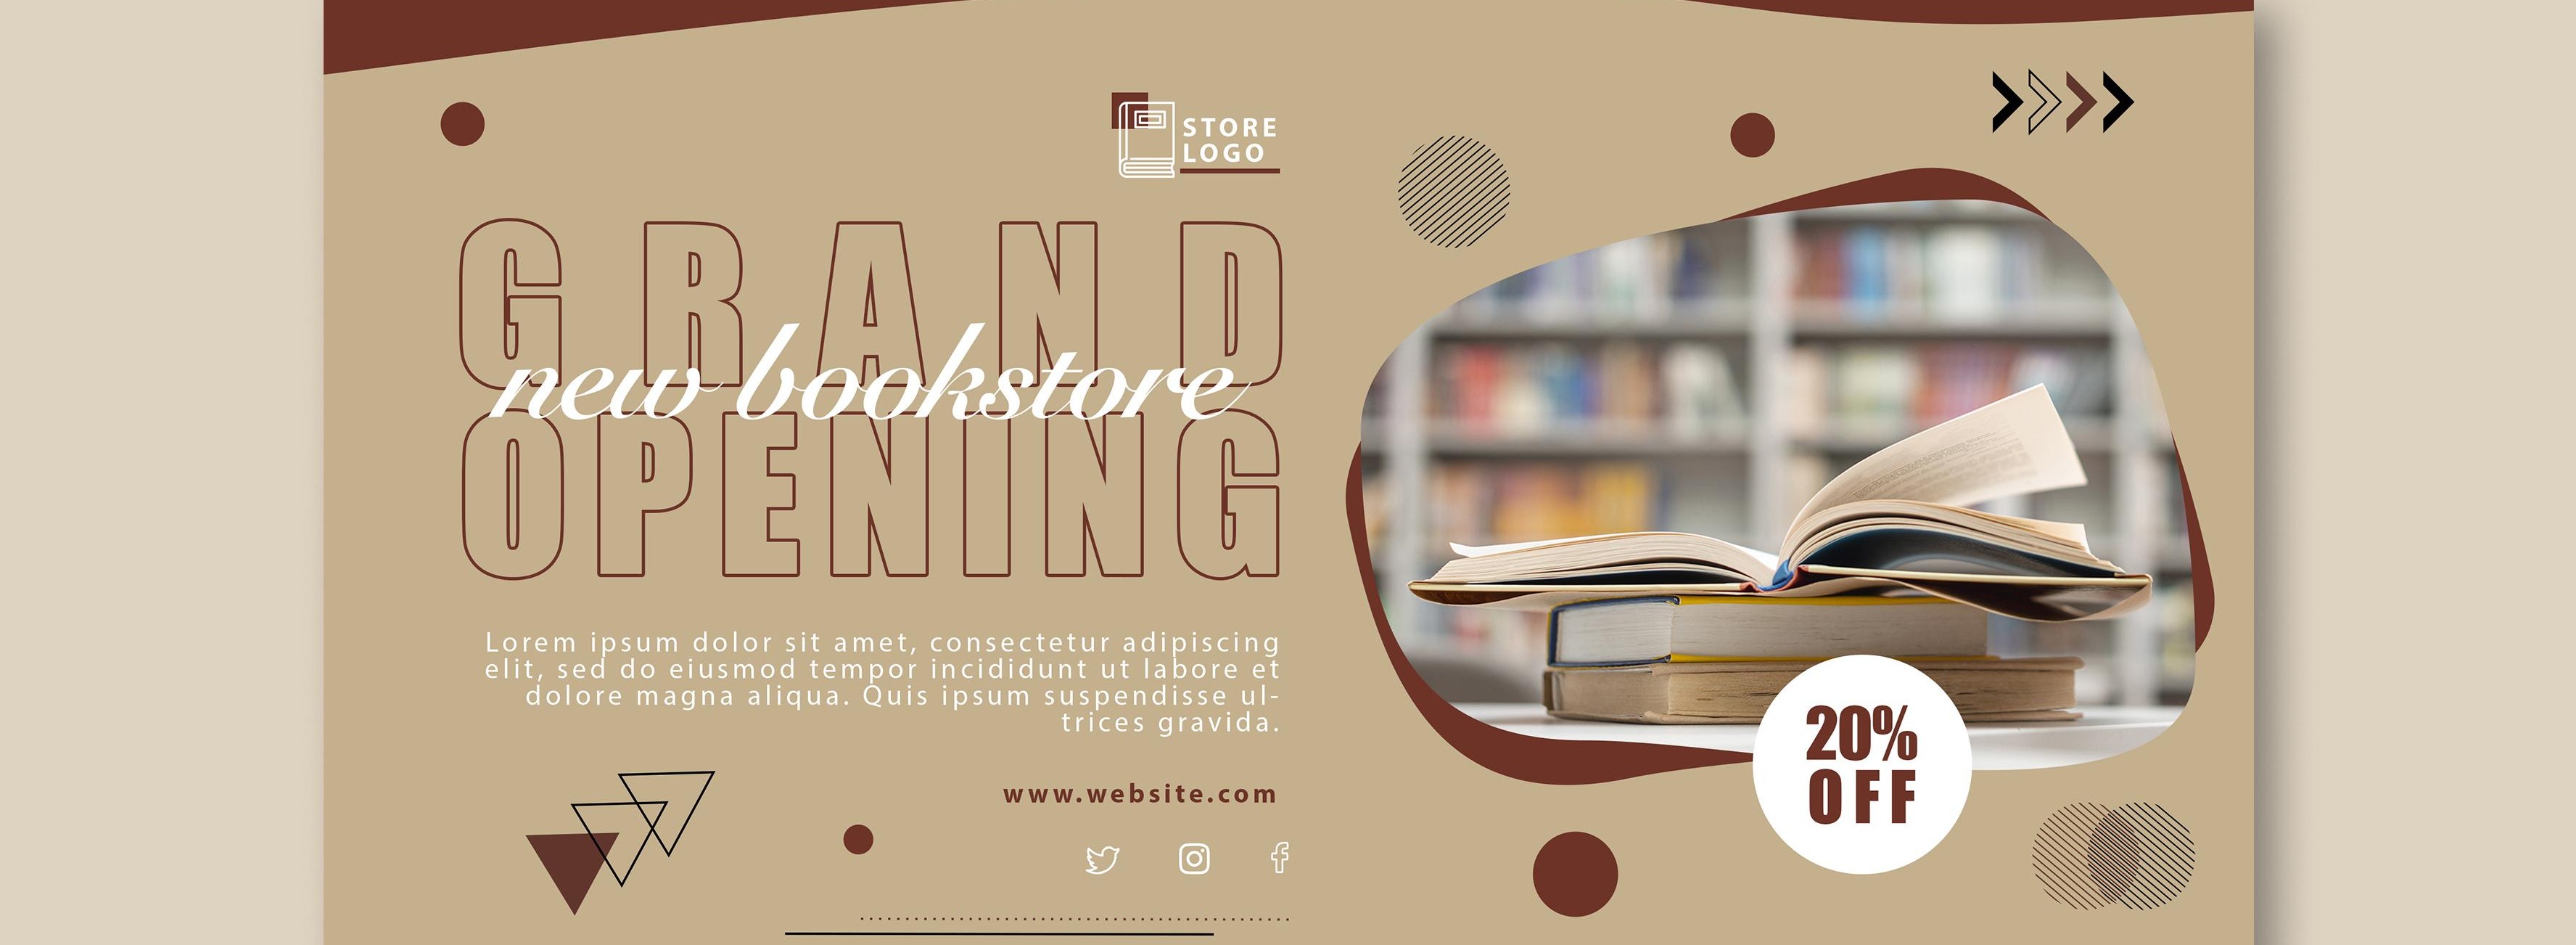 STORE
LOGO
GRAND
new bookstore
OPENING
Lorem ipsum dolor sit amet, consectetur adipiscing
elit, sed do eiusmod tempor incididunt ut labore et
dolore magna aliqua. Quis ipsum suspendisse ul-
trices gravida.
www.website.com
20%
OFF